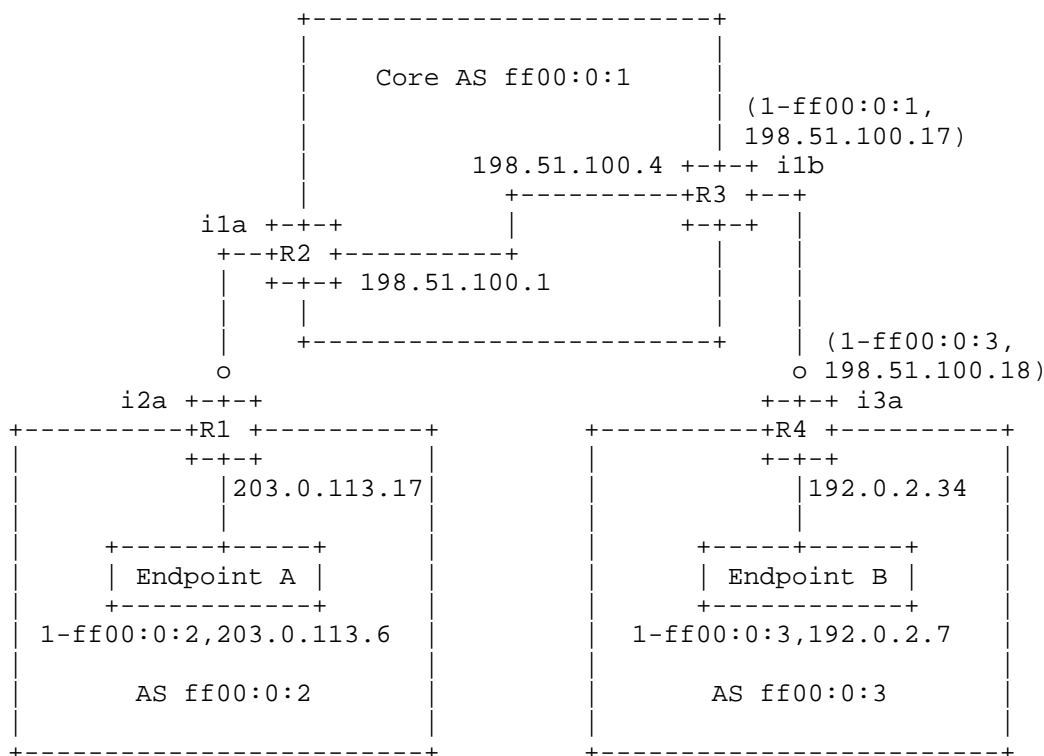 Core AS ff00:0:1
(1-ff00:0:1,
198.51.100.17)
198.51.100.4 i1b
R3
i1a
R2
198.51.100.1
(1-ff00:0:3,
198.51.100.18)
o o
i2a i3a
R1 R4
203.0.113.17 192.0.2.34
Endpoint A Endpoint B
1-ff00:0:2,203.0.113.6 1-ff00:0:3,192.0.2.7
AS ff00:0:2 AS ff00:0:3